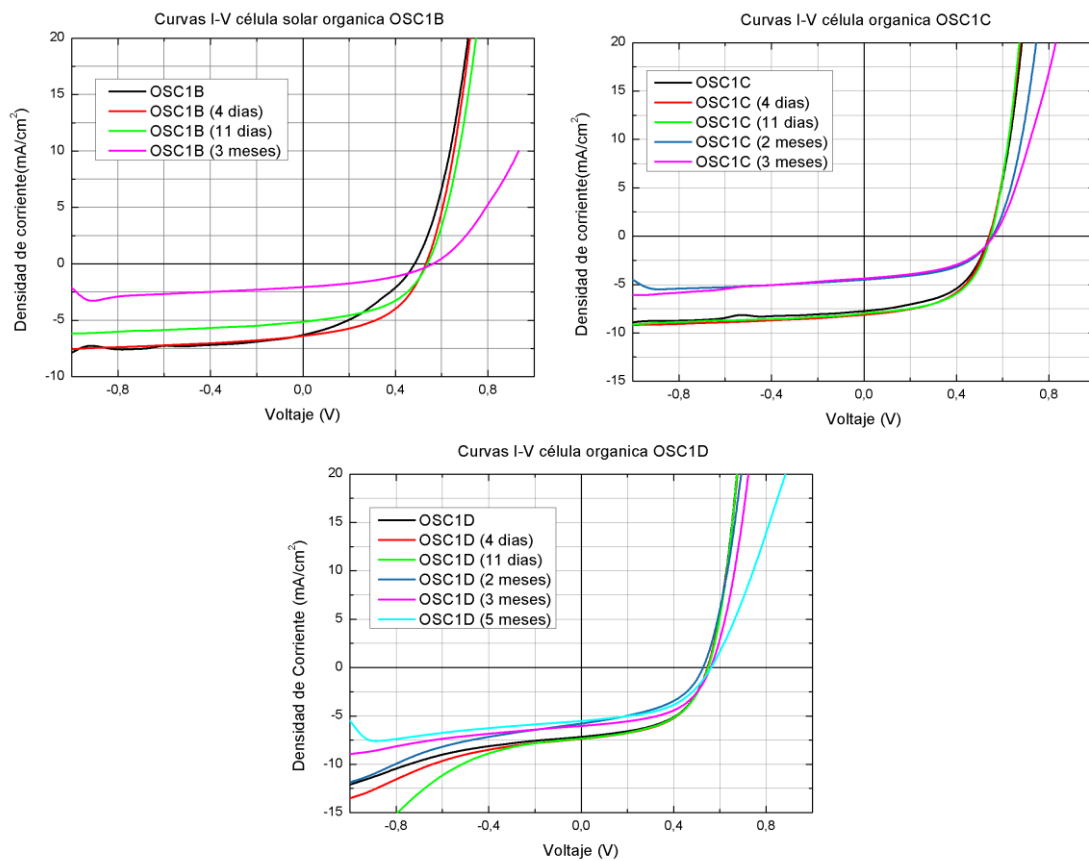 Curvas I-V célula solar organica OSC1B
20
15
10
5
0
-5
-10
Densidad de corriente(mA/cm²)
OSC1B
OSC1B (4 dias)
OSC1B (11 dias)
OSC1B (3 meses)
-0,8 -0,4 0,0 0,4 0,8
Voltaje (V)
Curvas I-V célula organica OSC1C
20
15
10
5
0
-5
-10
-15
Densidad de corriente(mA/cm²)
OSC1C
OSC1C (4 dias)
OSC1C (11 dias)
OSC1C (2 meses)
OSC1C (3 meses)
-0,8 -0,4 0,0 0,4 0,8
Voltaje (V)
Curvas I-V célula organica OSC1D
20
15
10
5
0
-5
-10
-15
Densidad de Corriente (mA/cm²)
OSC1D
OSC1D (4 dias)
OSC1D (11 dias)
OSC1D (2 meses)
OSC1D (3 meses)
OSC1D (5 meses)
-0,8 -0,4 0,0 0,4 0,8
Voltaje (V)